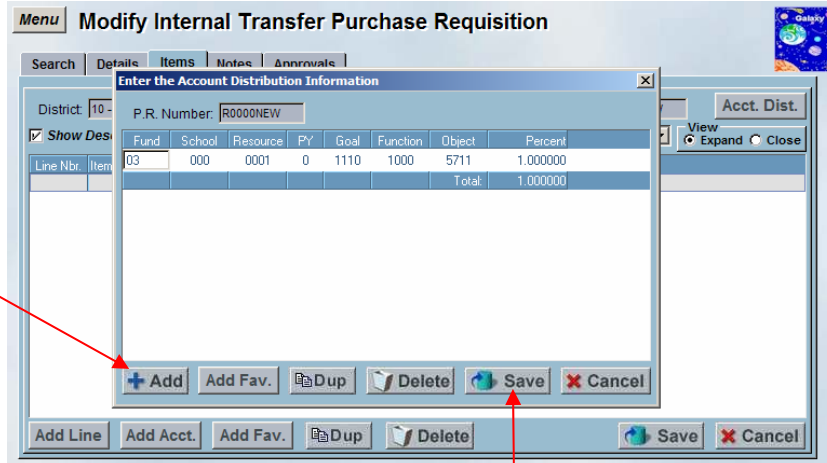 Menu Modify Internal Transfer Purchase Requisition
Galaxy
Search Details Items Notes Approvals
Enter the Account Distribution Information
District: 10 - Acct. Dist.
P.R. Number: R0000NEW
Show Desc View
Expand Close
Fund School Resource PY Goal Function Object Percent
Line Nbr. Item
03 000 0001 0 1110 1000 5711 1.000000
Total: 1.000000
Add Add Fav. Dup Delete Save Cancel
Add Line Add Acct. Add Fav. Dup Delete Save Cancel